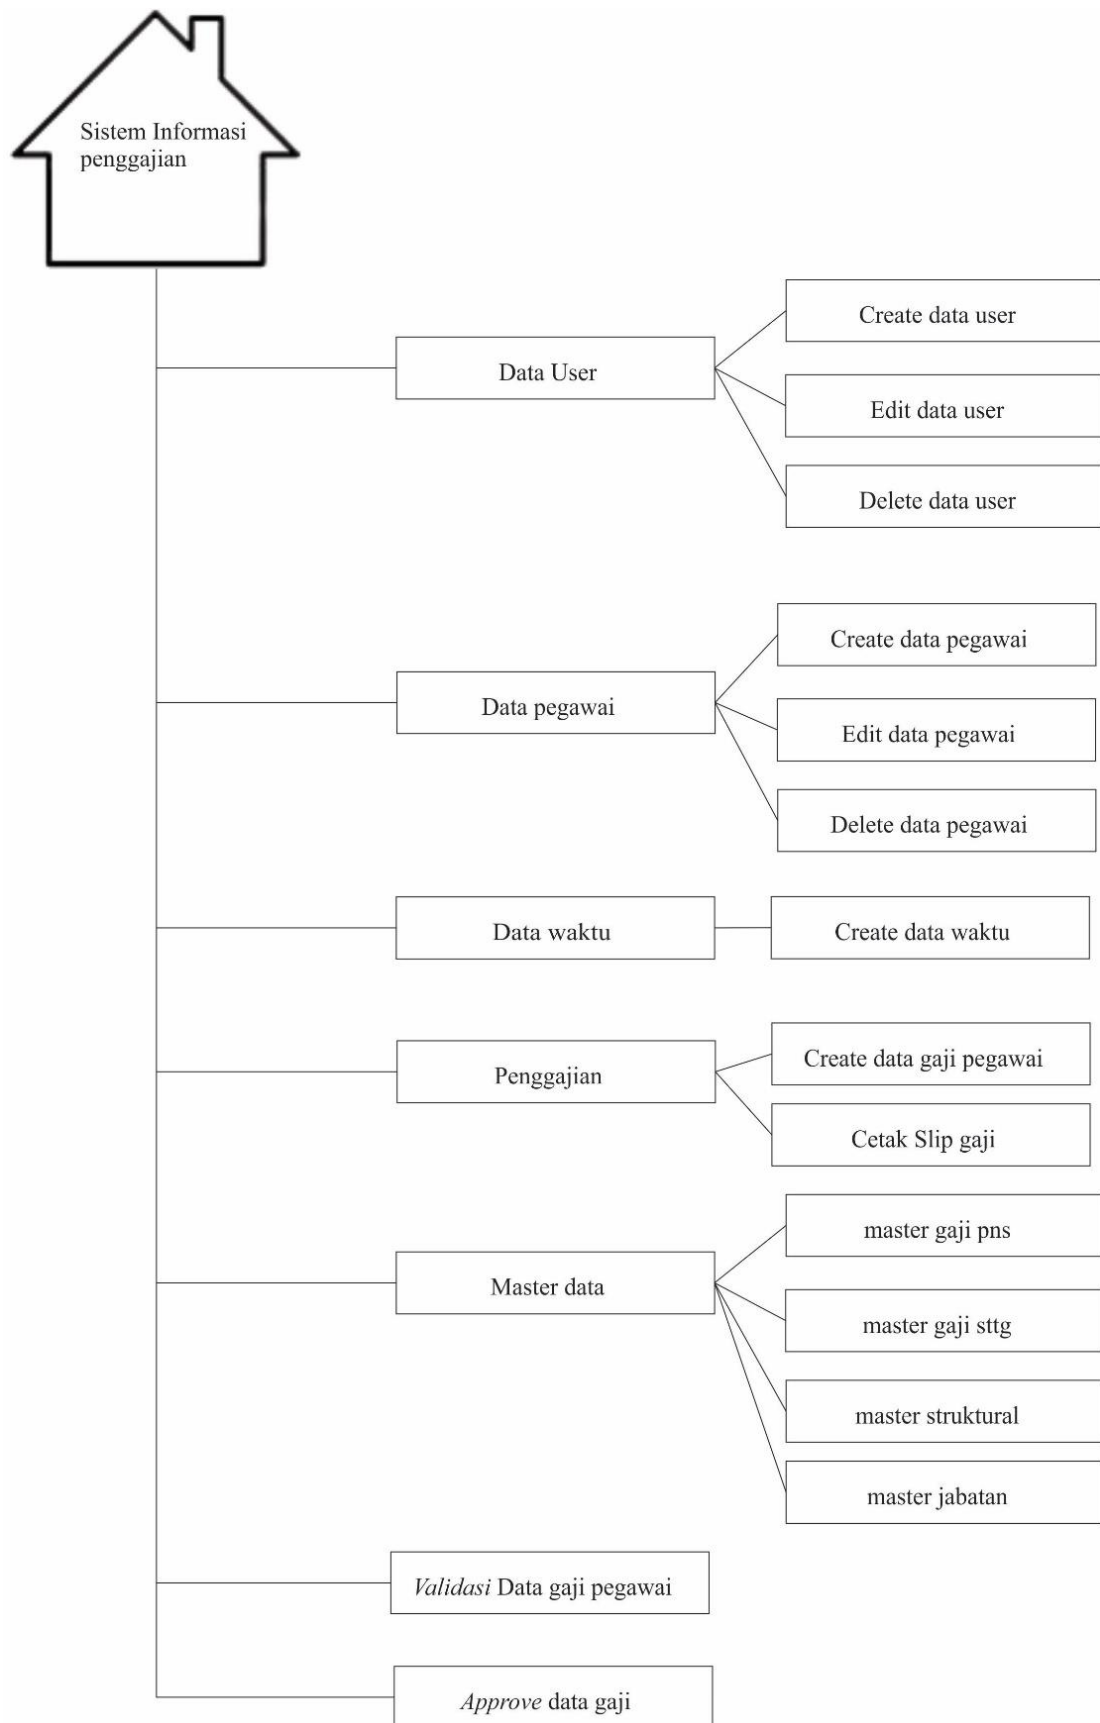 Sistem Informasi
penggajian
Data User
Create data user
Edit data user
Delete data user
Data pegawai
Create data pegawai
Edit data pegawai
Delete data pegawai
Data waktu
Create data waktu
Penggajian
Create data gaji pegawai
Cetak Slip gaji
Master data
master gaji pns
master gaji sttg
master struktural
master jabatan
Validasi Data gaji pegawai
Approve data gaji